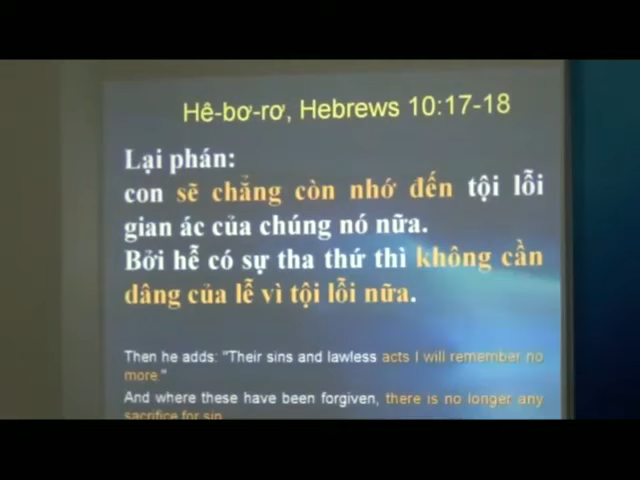 Hê-bơ-rơ, Hebrews 10:17-18
Lại phán:
con sẽ chẳng còn nhớ đến tội lỗi
gian ác của chúng nó nữa.
Bởi hễ có sự tha thứ thì không cần
dâng của lễ vì tội lỗi nữa.
Then he adds: "Their sins and lawless acts I will remember no
more."
And where these have been forgiven, there is no longer any
sacrifice for sin